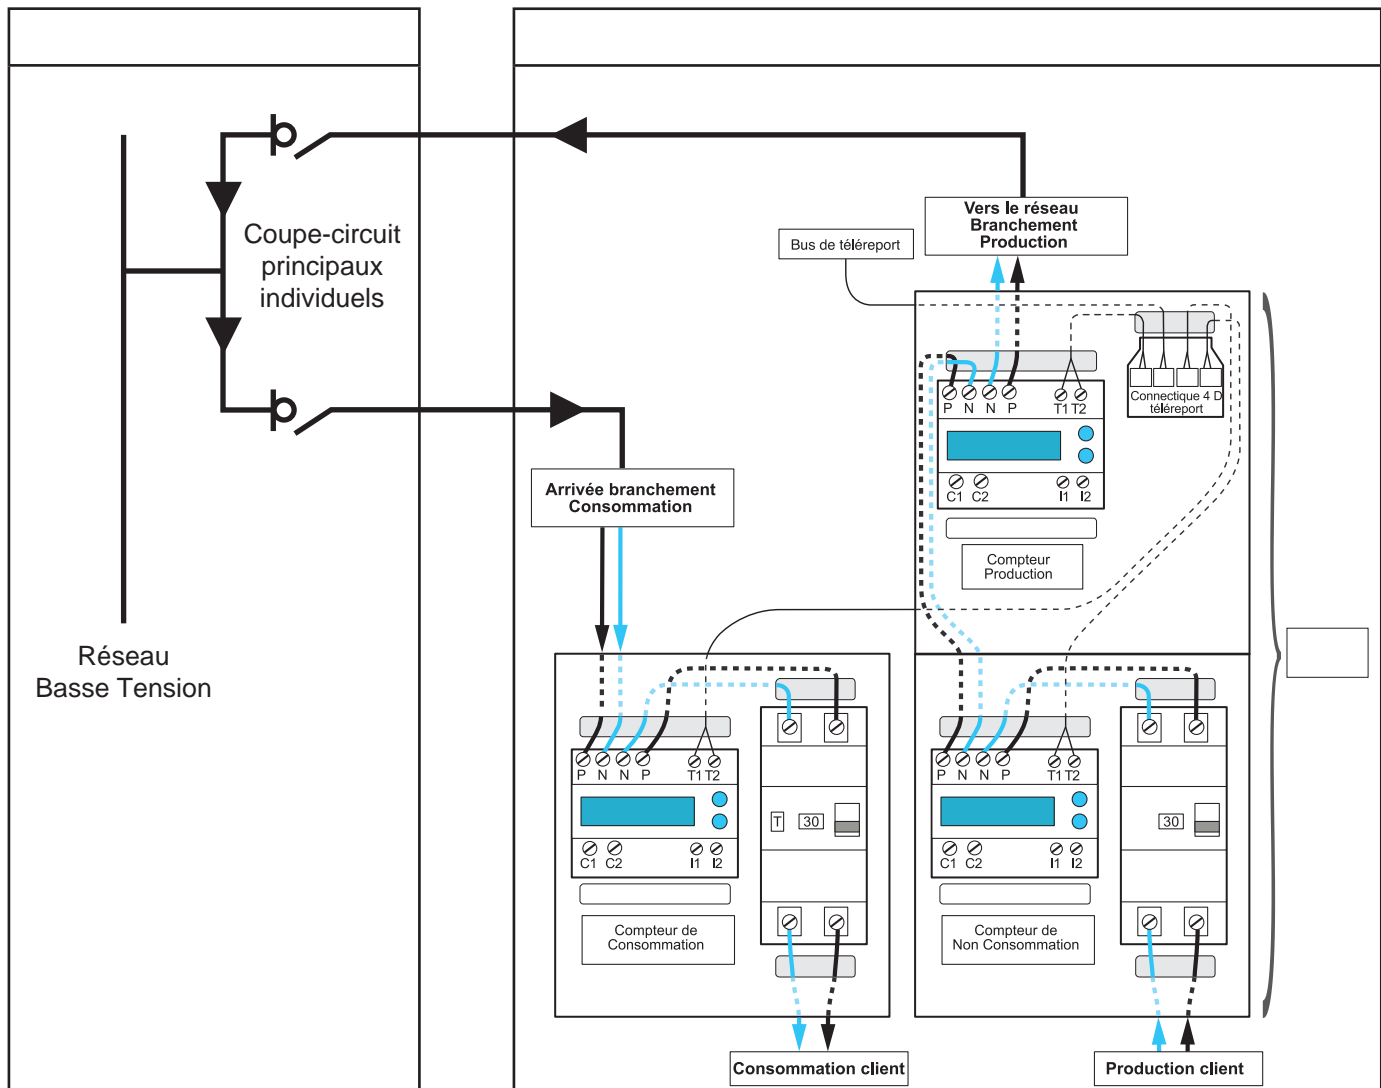 Coupe-circuit
principaux
individuels
Réseau
Basse Tension
Vers le réseau
Branchement
Production
Bus de téléreport
Connectique 4 D
téléreport
P N N P T1 T2
C1 C2 I1 I2
Compteur
Production
Arrivée branchement
Consommation
P N N P T1 T2
T 30
C1 C2 I1 I2
Compteur de
Consommation
P N N P T1 T2
30
C1 C2 I1 I2
Compteur de
Non Consommation
Consommation client
Production client